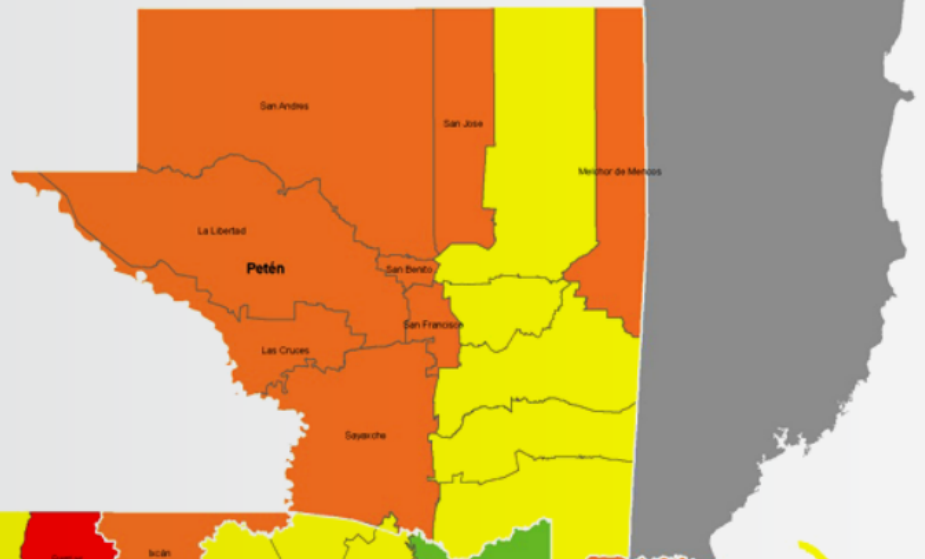 San Andres
San Jose
Melchor de Mencos
La Libertad
Petén
San Benito
San Francisco
Las Cruces
Sayaxche
Ixcán